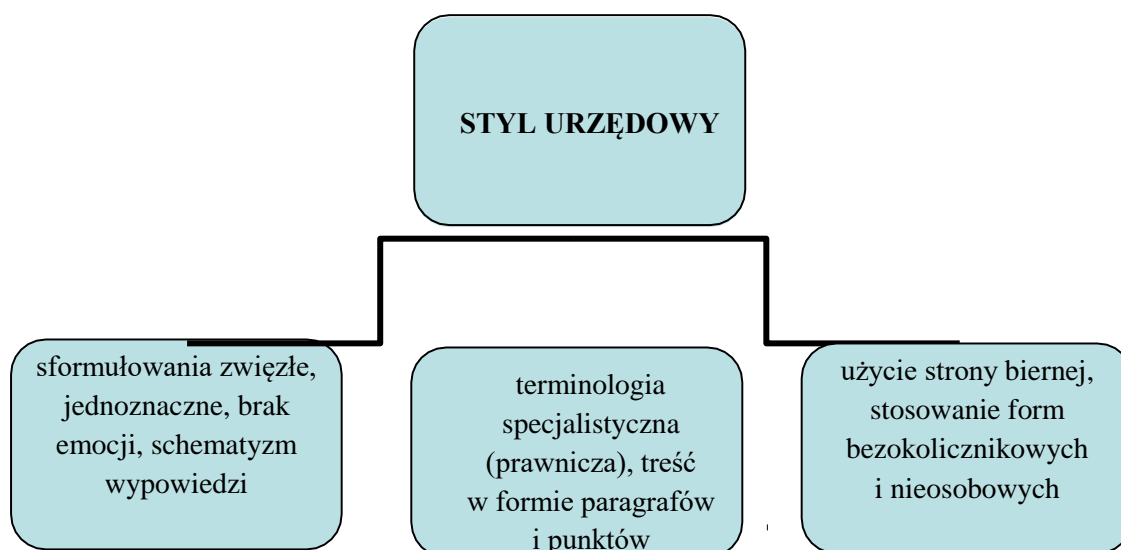 STYL URZĘDOWY
sformułowania zwięzłe,
jednoznaczne, brak
emocji, schematyzm
wypowiedzi
terminologia
specjalistyczna
(prawnicza), treść
w formie paragrafów
i punktów
użycie strony biernej,
stosowanie form
bezokolicznikowych
i nieosobowych